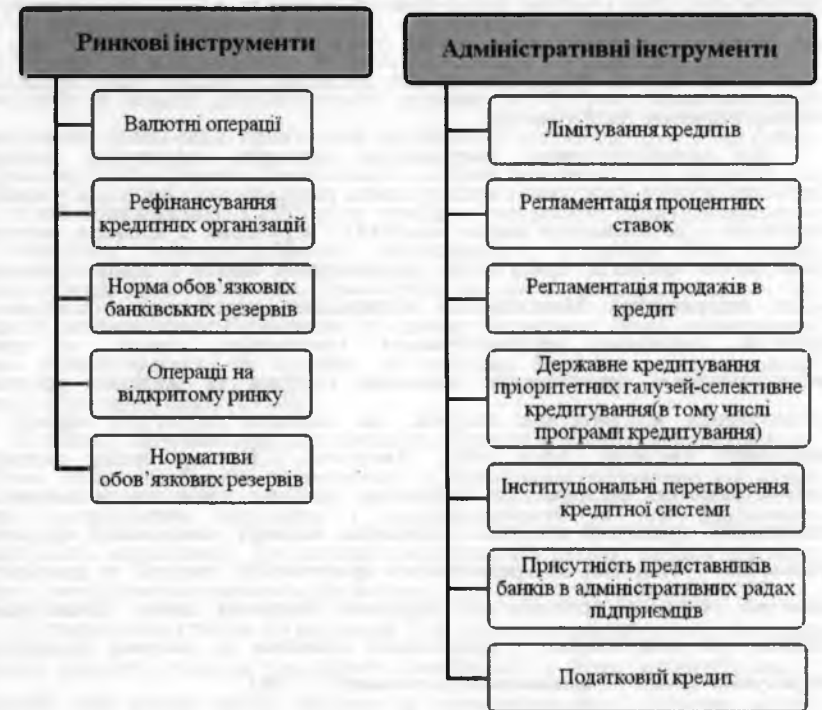 Ринкові інструменти
Валютні операції
Рефінансування
кредитних організацій
Норма обов’язкових
банківських резервів
Операції на
відкритому ринку
Нормативи
обов’язкових резервів
Адміністративні інструменти
Лімітування кредитів
Регламентація процентних
ставок
Регламентація продажів в
кредит
Державне кредитування
пріоритетних галузей-селективне
кредитування(в тому числі
програми кредитування)
Інституціональні перетворення
кредитної системи
Присутність представників
банків в адміністративних радах
підприємців
Податковий кредит